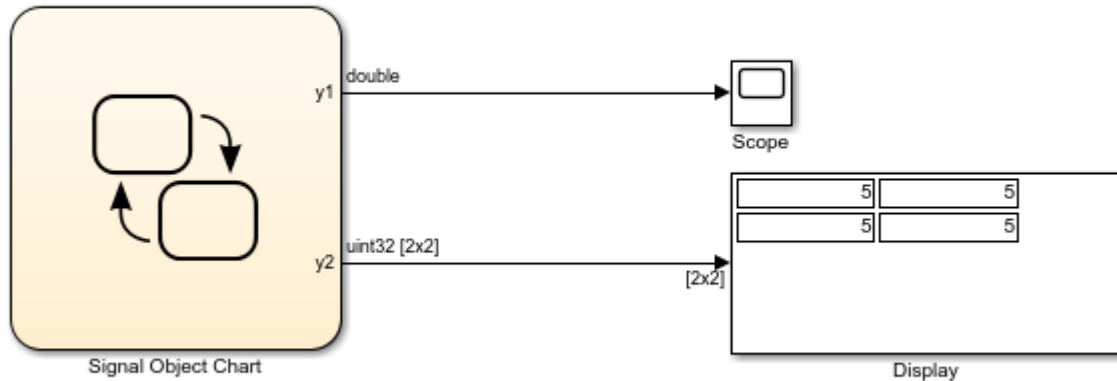 double
y1
Scope
5 5
5 5
uint32 [2x2]
y2
[2x2]
Signal Object Chart
Display